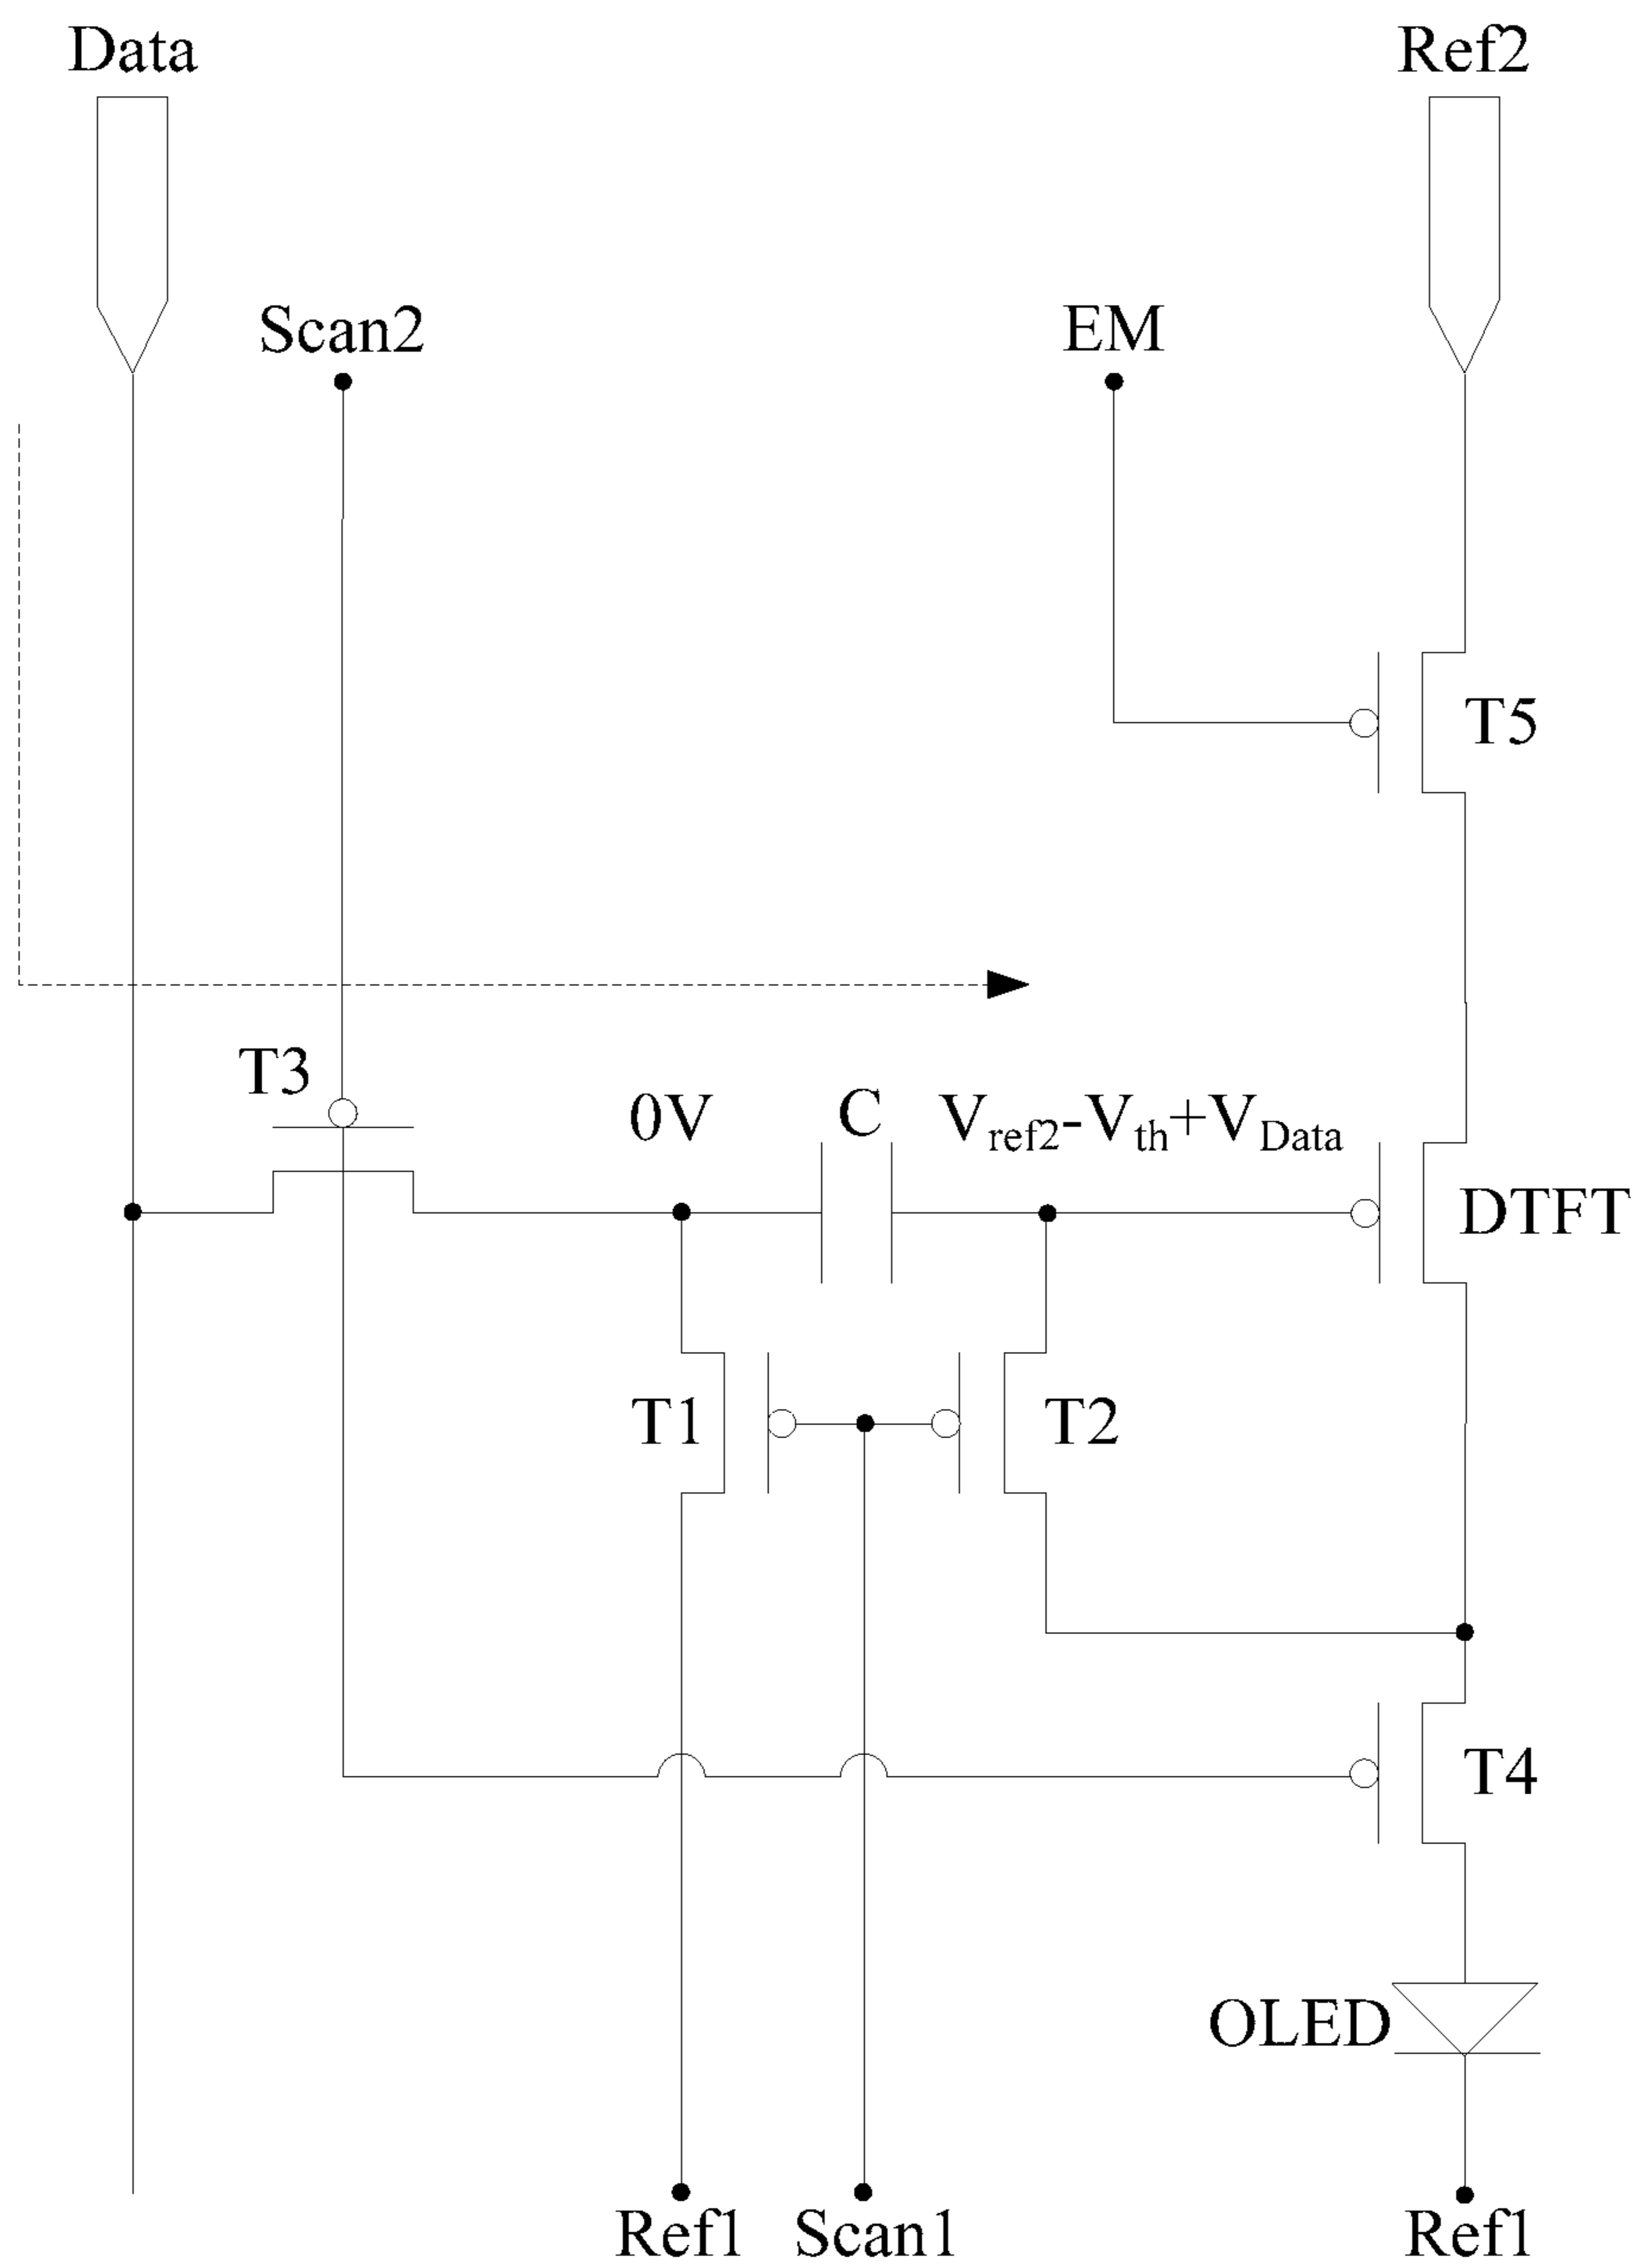 Data
Ref2
Scan2
EM
T5
T3
0V
C
Vref2-Vth+VData
DTFT
T1
T2
T4
OLED
Ref1
Scan1
Ref1